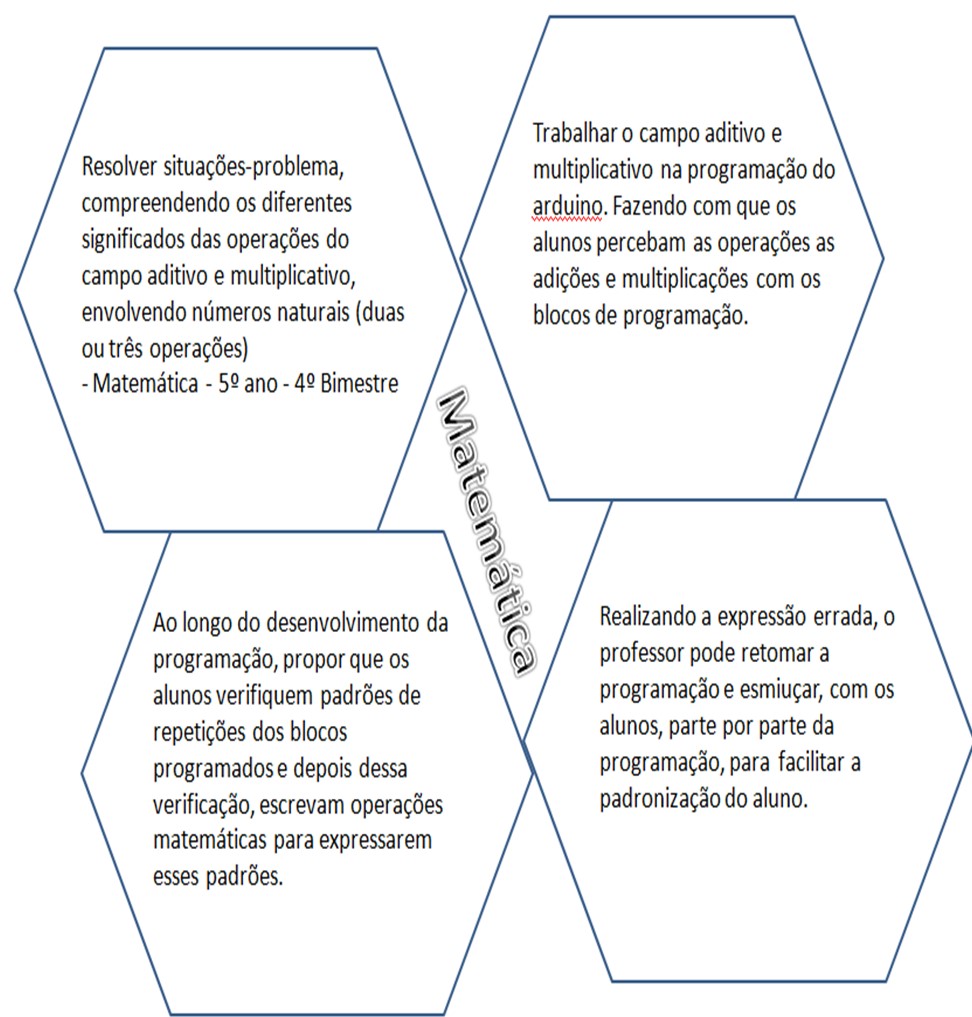 Resolver situações-problema,
compreendendo os diferentes
significados das operações do
campo aditivo e multiplicativo,
envolvendo números naturais (duas
ou três operações)
- Matemática - 5º ano - 4º Bimestre
Trabalhar o campo aditivo e
multiplicativo na programação do
arduino. Fazendo com que os
alunos percebam as operações as
adições e multiplicações com os
blocos de programação.
Matemática
Ao longo do desenvolvimento da
programação, propor que os
alunos verifiquem padrões de
repetições dos blocos
programados e depois dessa
verificação, escrevam operações
matemáticas para expressarem
esses padrões.
Realizando a expressão errada, o
professor pode retomar a
programação e esmiuçar, com os
alunos, parte por parte da
programação, para facilitar a
padronização do aluno.